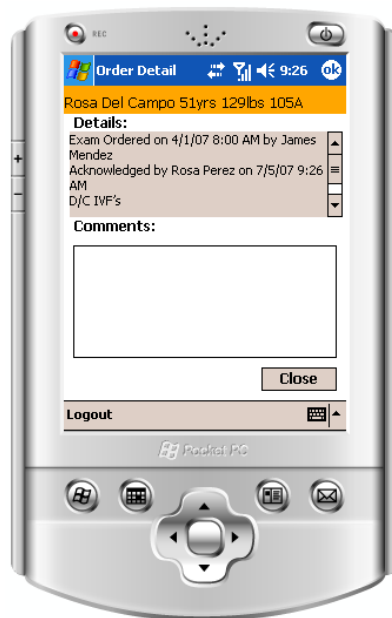 REC
Order Detail 9:26 ok
Rosa Del Campo 51yrs 129lbs 105A
Details:
Exam Ordered on 4/1/07 8:00 AM by James
Mendez
Acknowledged by Rosa Perez on 7/5/07 9:26
AM
D/C IVF's
Comments:
Close
Logout
Pocket PC